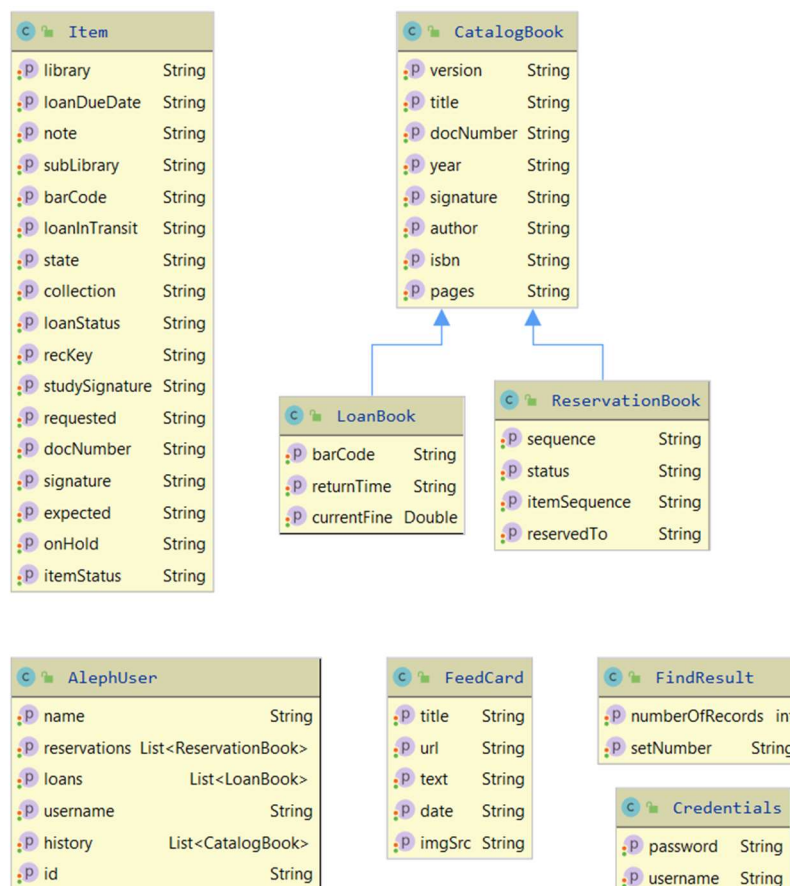 Item
library String
loanDueDate String
note String
subLibrary String
barCode String
loanInTransit String
state String
collection String
loanStatus String
recKey String
studySignature String
requested String
docNumber String
signature String
expected String
onHold String
itemStatus String
CatalogBook
version String
title String
docNumber String
year String
signature String
author String
isbn String
pages String
LoanBook
barCode String
returnTime String
currentFine Double
ReservationBook
sequence String
status String
itemSequence String
reservedTo String
AlephUser
name String
reservations List<ReservationBook>
loans List<LoanBook>
username String
history List<CatalogBook>
id String
FeedCard
title String
url String
text String
date String
imgSrc String
FindResult
numberOfRecords int
setNumber String
Credentials
password String
username String